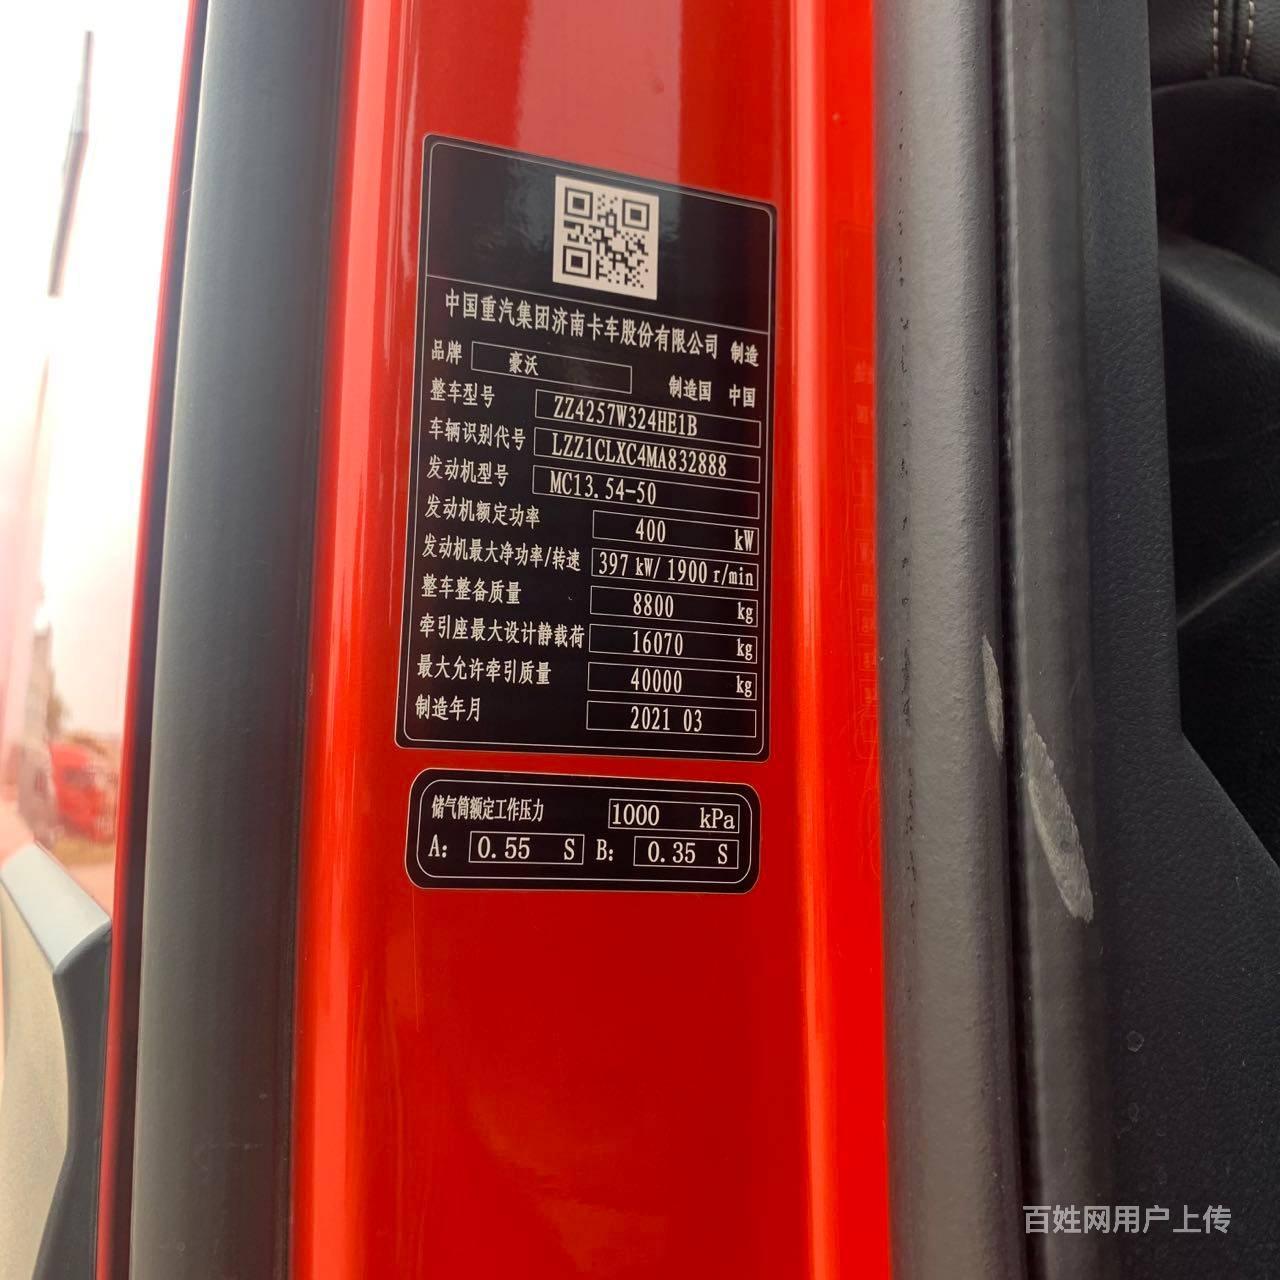 中国重汽集团济南卡车股份有限公司 制造
品牌 豪沃 制造国 中国
整车型号 ZZ4257W324HE1B
车辆识别代号 LZZ1CLXC4MA832888
发动机型号 MC13.54-50
发动机额定功率 400 kW
发动机最大净功率/转速 397 kW/ 1900 r/min
整车整备质量 8800 kg
牵引座最大设计静载荷 16070 kg
最大允许牵引质量 40000 kg
制造年月 2021 03
储气筒额定工作压力 1000 kPa
A: 0.55 S B: 0.35 S
百姓网用户上传